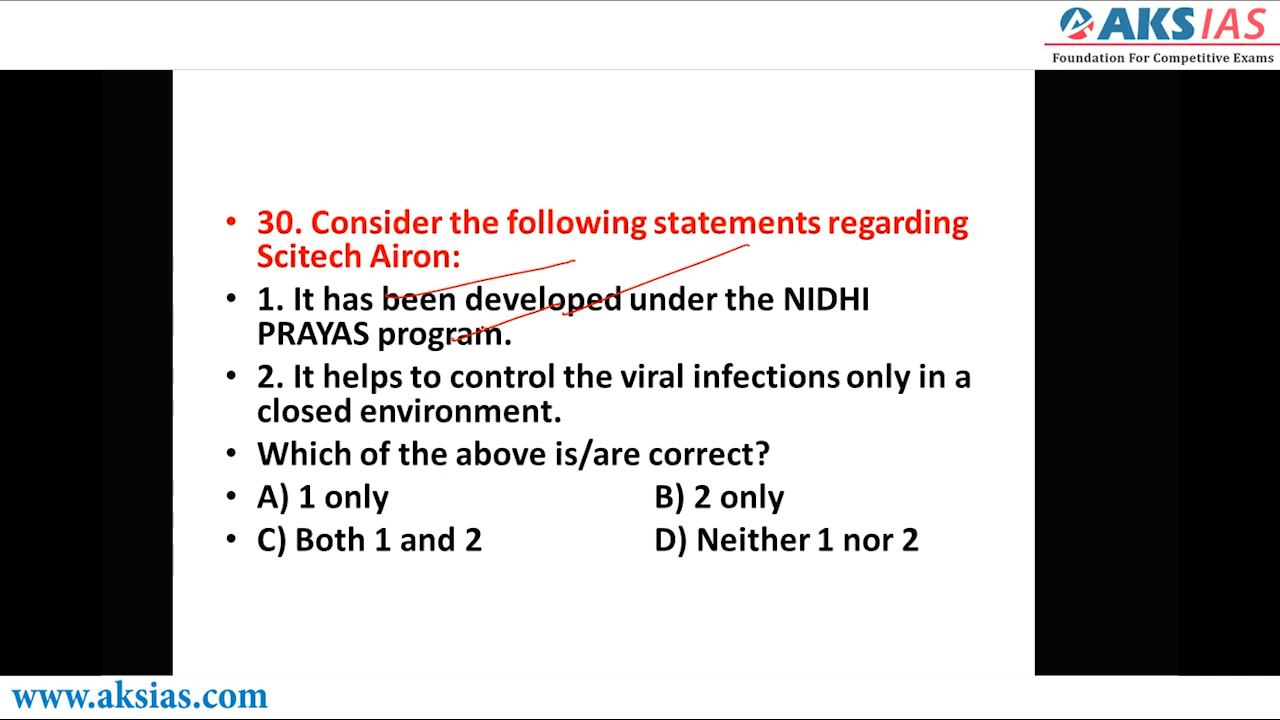 AKS IAS
Foundation For Competitive Exams
• 30. Consider the following statements regarding
Scitech Airon:
• 1. It has been developed under the NIDHI
PRAYAS program.
• 2. It helps to control the viral infections only in a
closed environment.
• Which of the above is/are correct?
• A) 1 only B) 2 only
• C) Both 1 and 2 D) Neither 1 nor 2
www.aksias.com